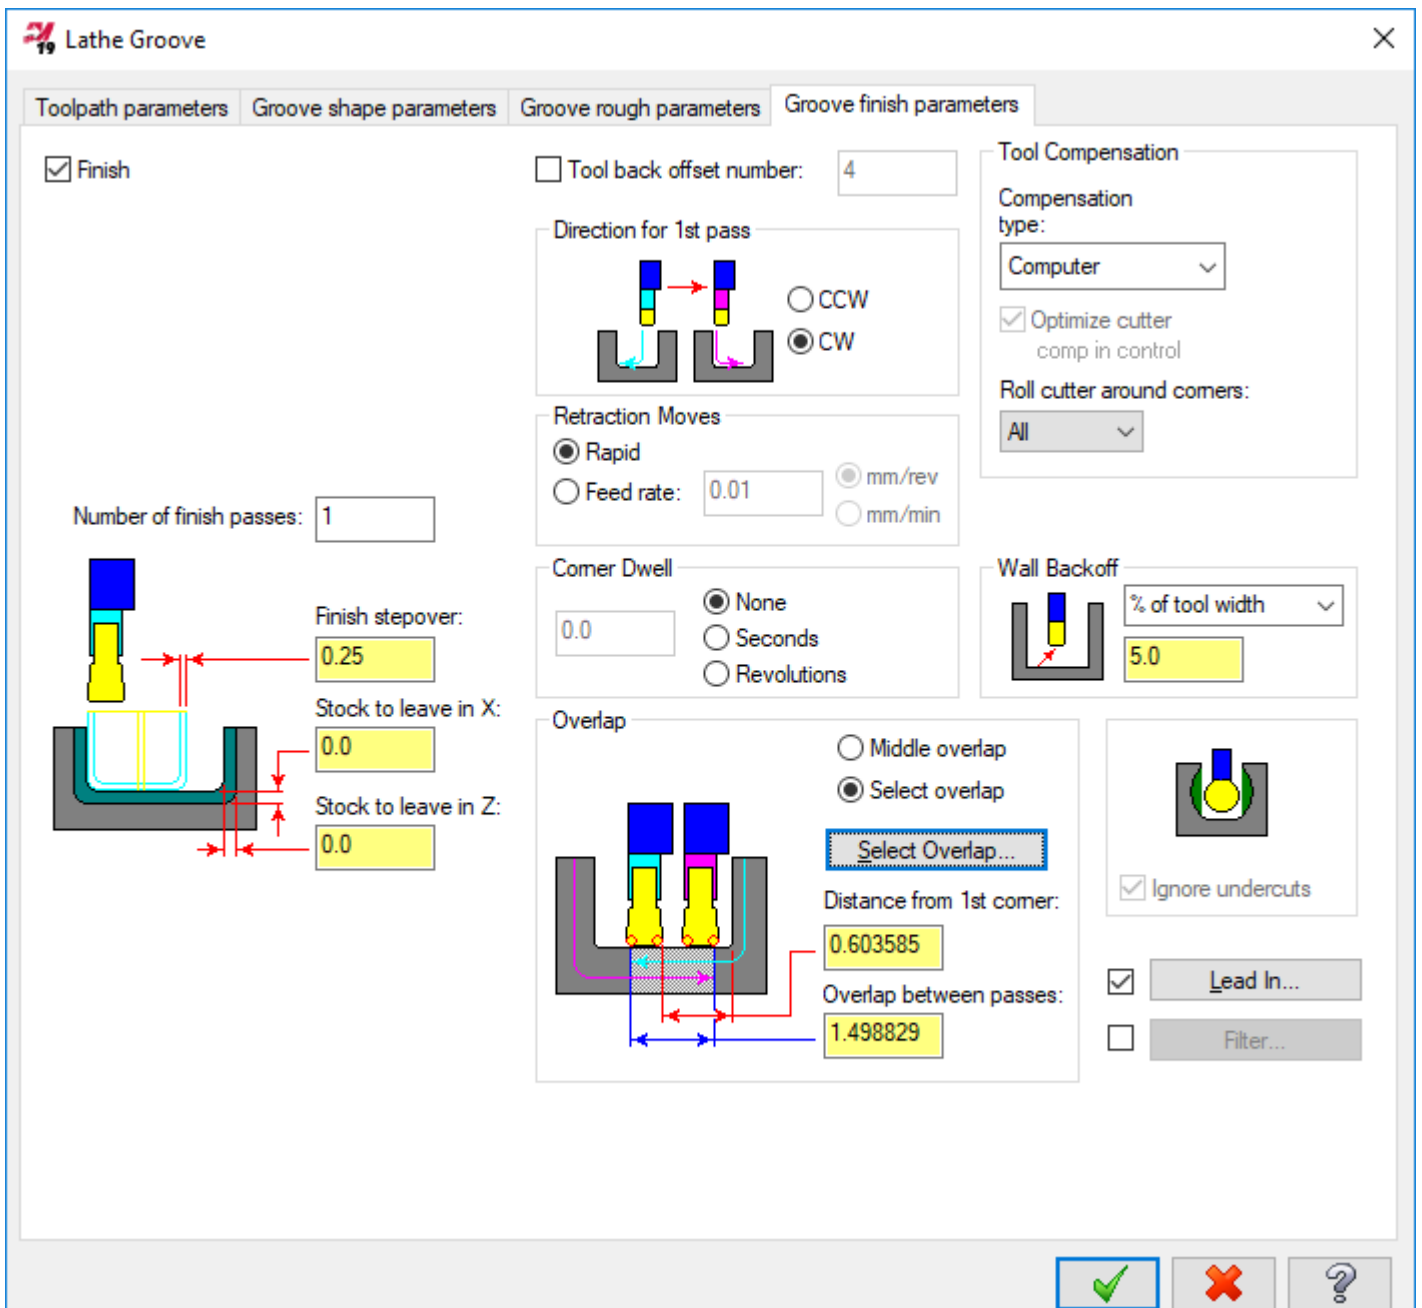 19 Lathe Groove
Toolpath parameters Groove shape parameters Groove rough parameters Groove finish parameters
Finish
Tool back offset number: 4
Tool Compensation
Compensation
type:
Computer
Optimize cutter
comp in control
Roll cutter around corners:
All
Direction for 1st pass
CCW
CW
Retraction Moves
Rapid
Feed rate: 0.01
mm/rev
mm/min
Number of finish passes: 1
Finish stepover:
0.25
Stock to leave in X:
0.0
Stock to leave in Z:
0.0
Corner Dwell
0.0
None
Seconds
Revolutions
Wall Backoff
% of tool width
5.0
Overlap
Middle overlap
Select overlap
Select Overlap...
Distance from 1st corner:
0.603585
Overlap between passes:
1.498829
Ignore undercuts
Lead In...
Filter...